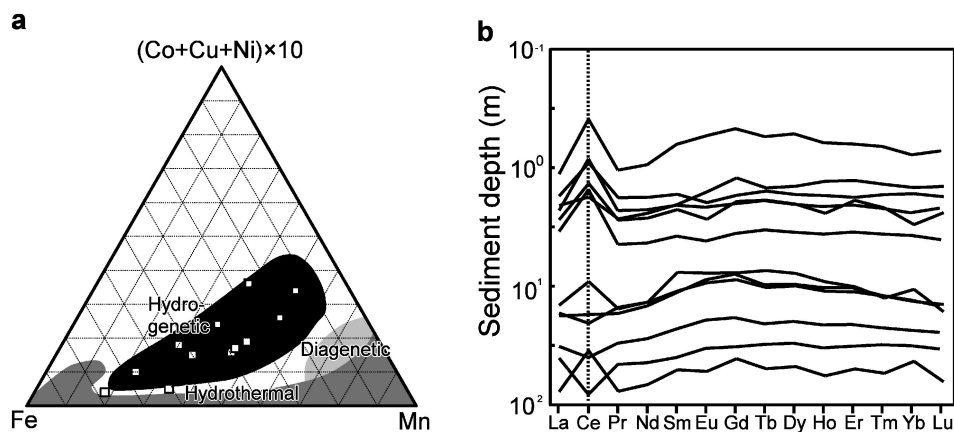 a
(Co+Cu+Ni)×10
Hydro-
genetic
Diagenetic
Hydrothermal
Fe
Mn
b
Sediment depth (m)
10-1
100
101
102
La Ce Pr Nd Sm Eu Gd Tb Dy Ho Er Tm Yb Lu